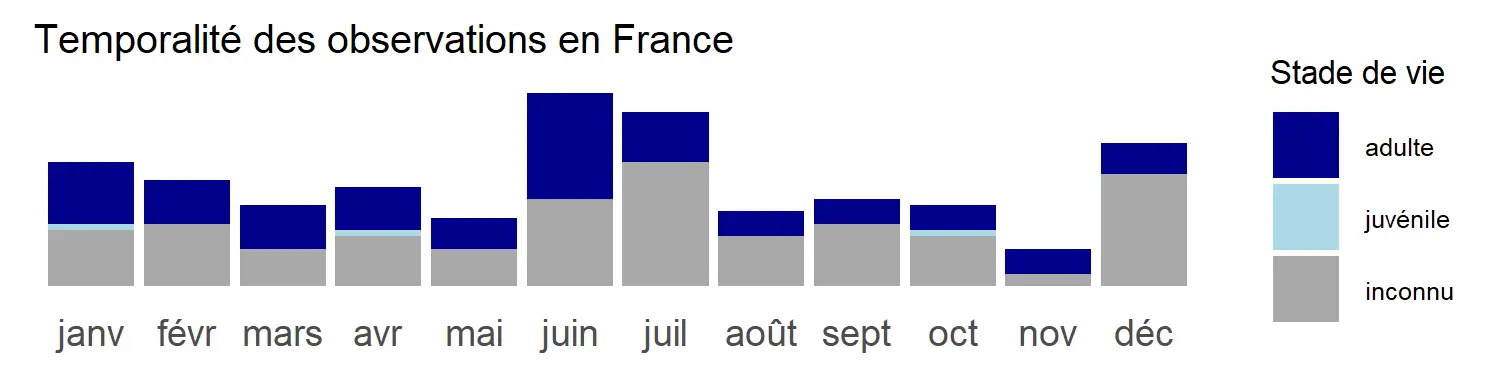 Temporalité des observations en France
Stade de vie
adulte
juvénile
inconnu
janv févr mars avr mai juin juil août sept oct nov déc